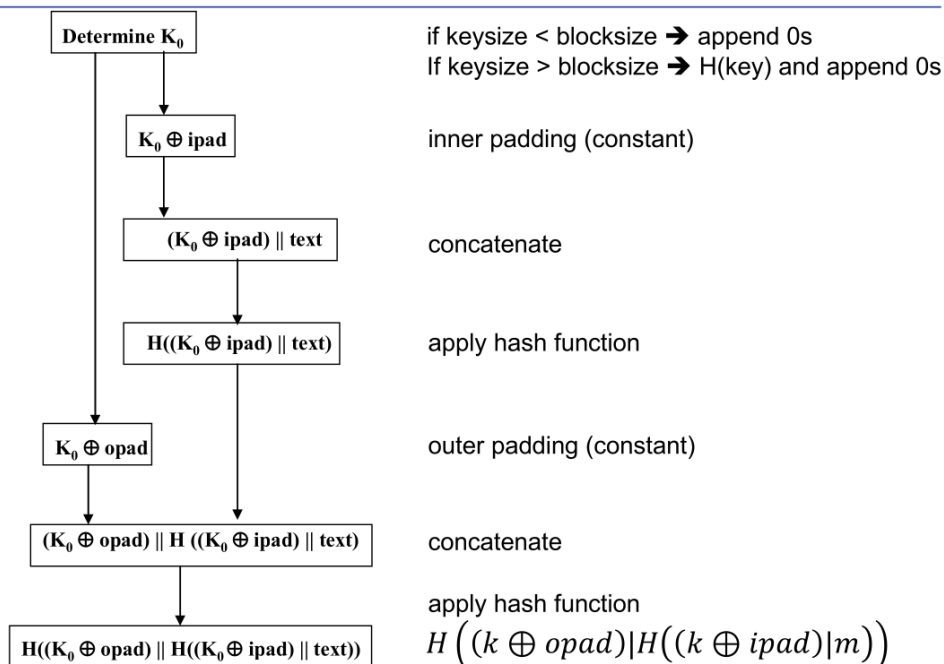 Determine K₀
if keysize < blocksize ➔ append 0s
If keysize > blocksize ➔ H(key) and append 0s
K₀ ⊕ ipad
inner padding (constant)
(K₀ ⊕ ipad) || text
concatenate
H((K₀ ⊕ ipad) || text)
apply hash function
K₀ ⊕ opad
outer padding (constant)
(K₀ ⊕ opad) || H ((K₀ ⊕ ipad) || text)
concatenate
apply hash function
H((K₀ ⊕ opad) || H((K₀ ⊕ ipad) || text))
H((k ⊕ opad)|H((k ⊕ ipad)|m))